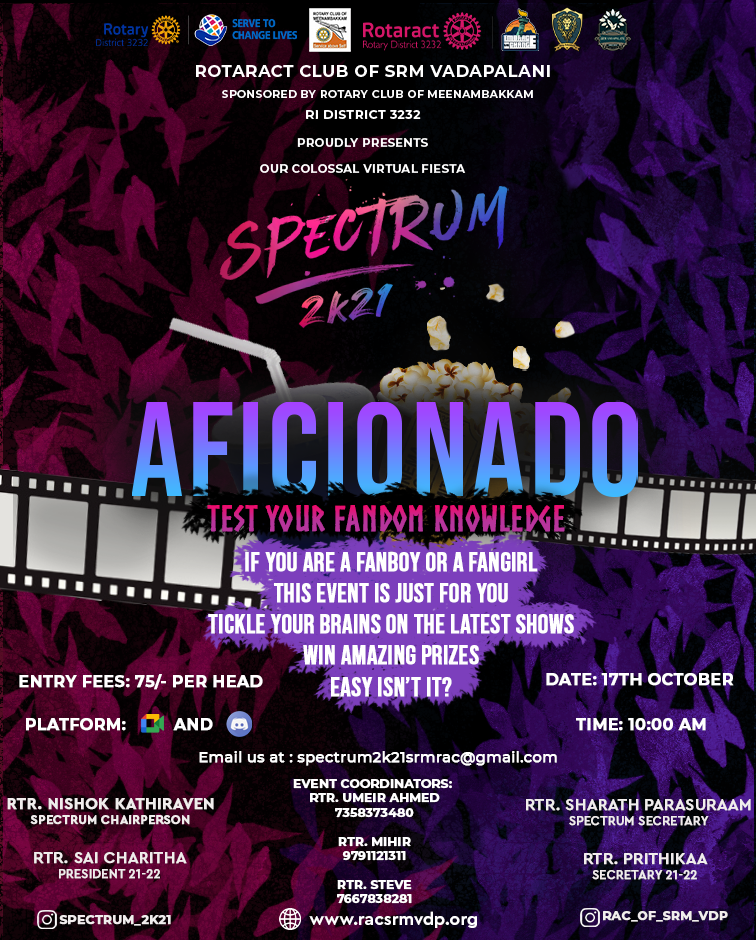 Rotary
District 3232
SERVE TO
CHANGE LIVES
ROTARY CLUB OF
MEENAMBAKKAM
Service Above Self
Rotaract
Rotary District 3232
ROTARACT CLUB OF SRM VADAPALANI
SPONSORED BY ROTARY CLUB OF MEENAMBAKKAM
RI DISTRICT 3232
PROUDLY PRESENTS
OUR COLOSSAL VIRTUAL FIESTA
SPECTRUM
2K21
AFICIONADO
TEST YOUR FANDOM KNOWLEDGE
IF YOU ARE A FANBOY OR A FANGIRL
THIS EVENT IS JUST FOR YOU
TICKLE YOUR BRAINS ON THE LATEST SHOWS
WIN AMAZING PRIZES
EASY ISN'T IT?
ENTRY FEES: 75/- PER HEAD
DATE: 17TH OCTOBER
PLATFORM: AND
TIME: 10:00 AM
Email us at : spectrum2k21srmrac@gmail.com
EVENT COORDINATORS:
RTR. UMEIR AHMED
7358373480
RTR. MIHIR
9791121311
RTR. STEVE
7667838281
RTR. NISHOK KATHIRAVEN
SPECTRUM CHAIRPERSON
RTR. SAI CHARITHA
PRESIDENT 21-22
RTR. SHARATH PARASURAAM
SPECTRUM SECRETARY
RTR. PRITHIKAA
SECRETARY 21-22
SPECTRUM_2K21
www.racsrmvdp.org
RAC_OF_SRM_VDP